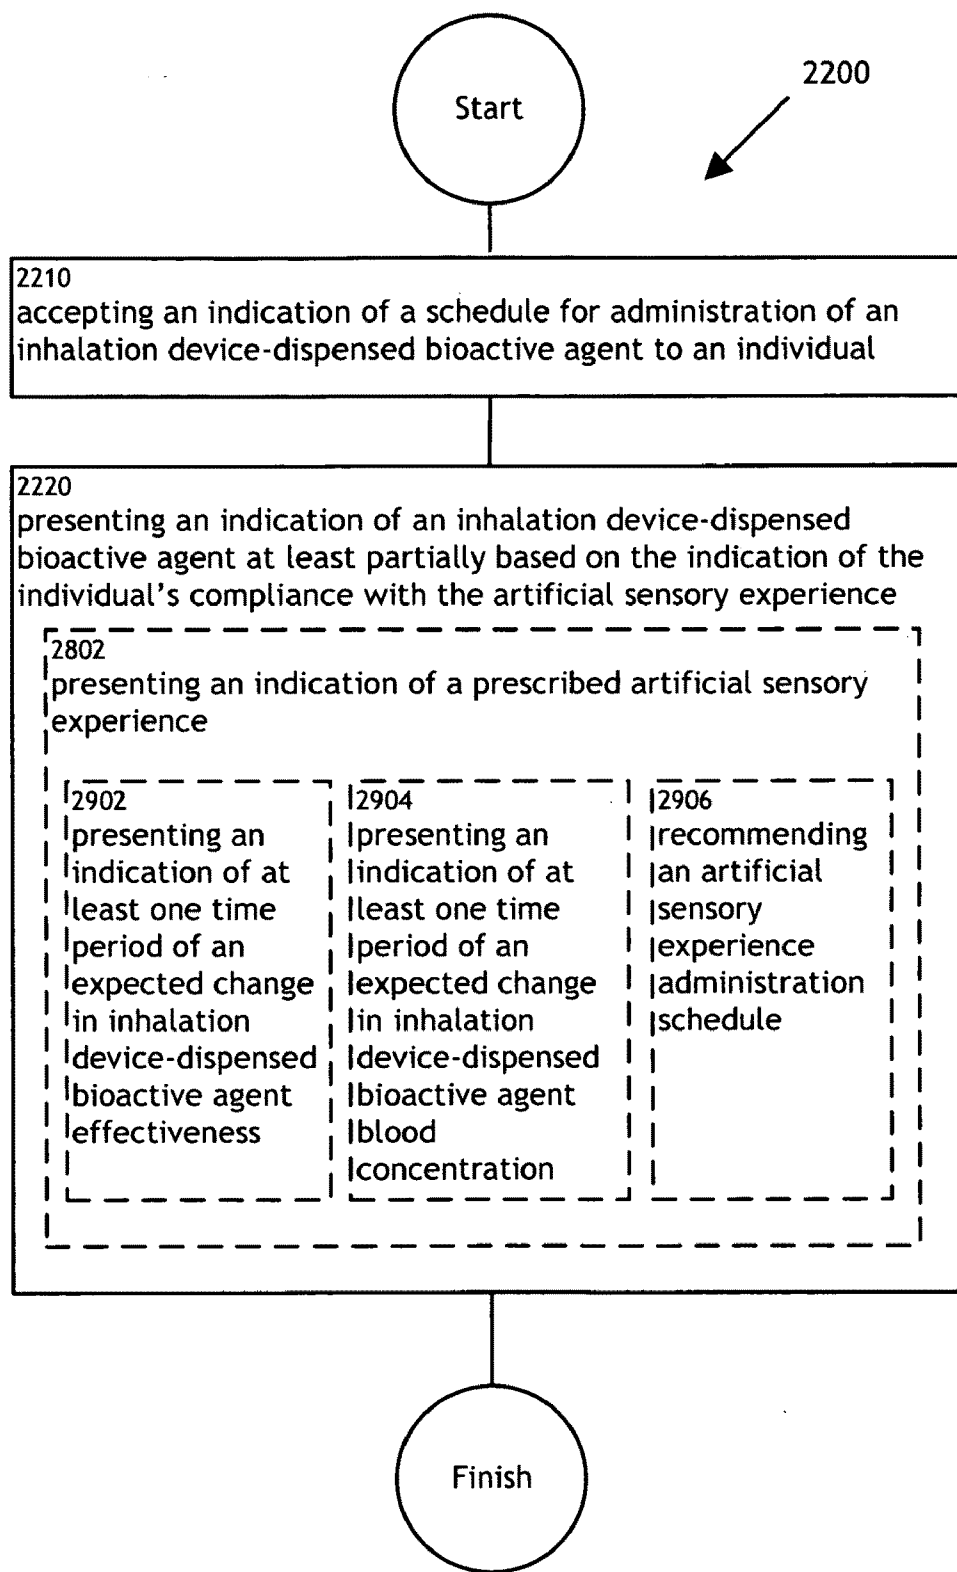 Start
2200
2210
accepting an indication of a schedule for administration of an
inhalation device-dispensed bioactive agent to an individual
2220
presenting an indication of an inhalation device-dispensed
bioactive agent at least partially based on the indication of the
individual's compliance with the artificial sensory experience
2802
presenting an indication of a prescribed artificial sensory
experience
2902
presenting an
indication of at
least one time
period of an
expected change
in inhalation
device-dispensed
bioactive agent
effectiveness
2904
presenting an
indication of at
least one time
period of an
expected change
in inhalation
device-dispensed
bioactive agent
blood
concentration
2906
recommending
an artificial
sensory
experience
administration
schedule
Finish